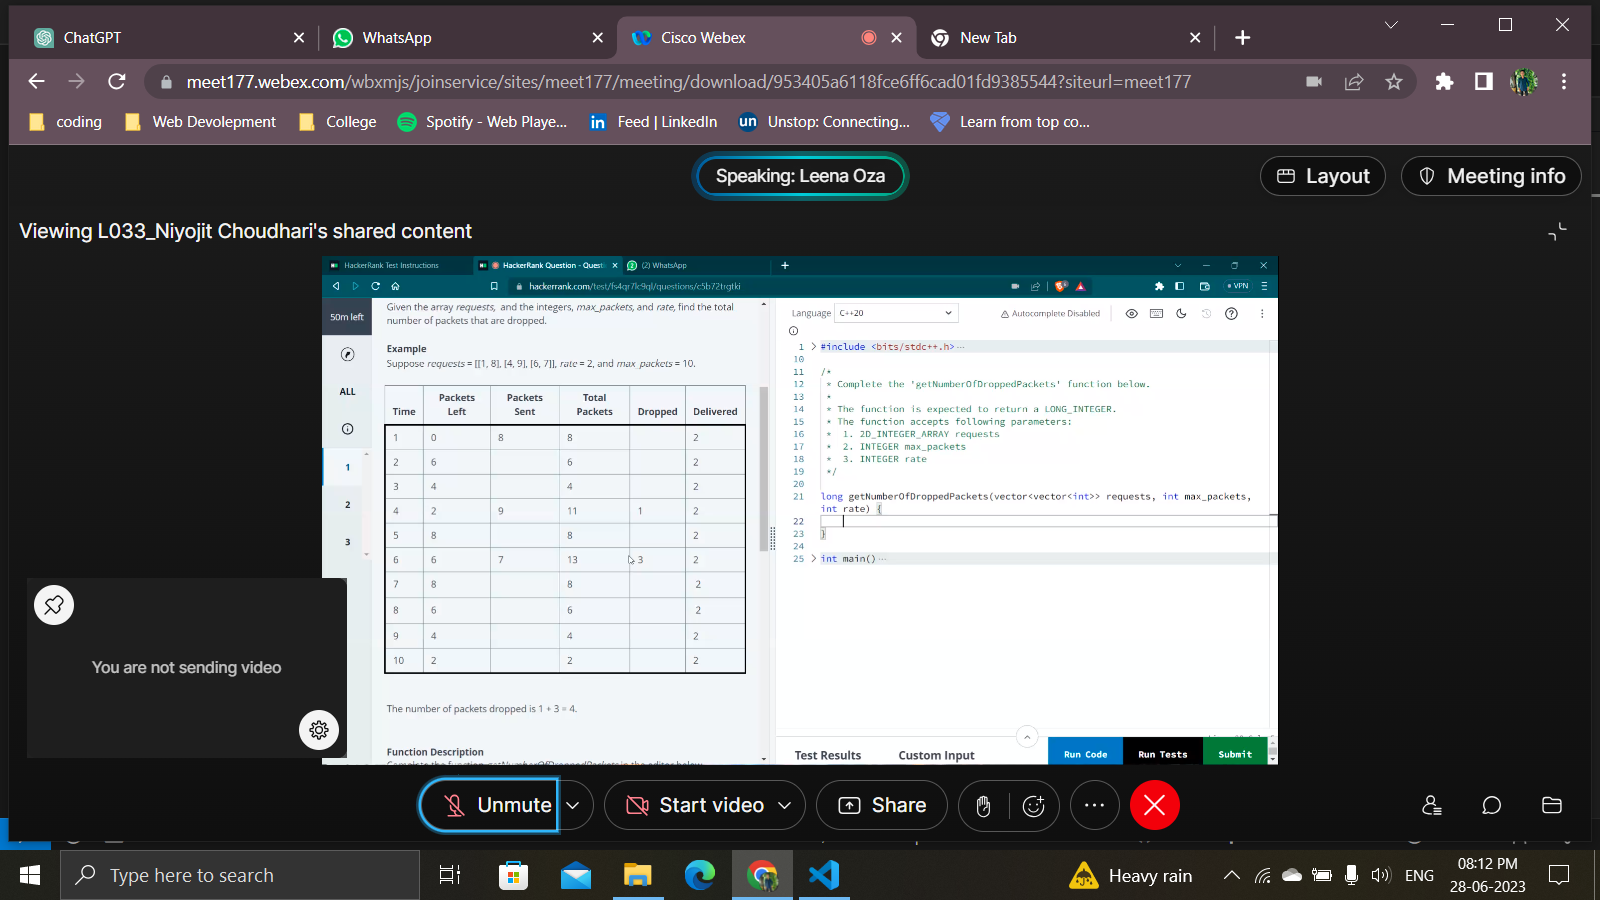 ChatGPT
WhatsApp
Cisco Webex
New Tab
meet177.webex.com/wbxmjs/joinservice/sites/meet177/meeting/download/953405a6118fce6ff6cad01fd9385544?siteurl=meet177
coding
Web Devolepment
College
Spotify - Web Playe...
Feed | LinkedIn
Unstop: Connecting...
Learn from top co...
Speaking: Leena Oza
Layout
Meeting info
Viewing L033_Niyojit Choudhari's shared content
HackerRank Test Instructions
HackerRank Question - Quest
(2) WhatsApp
hackerrank.com/test/fs4qr7lc9ql/questions/c5b72trgtki
VPN
50m left
ALL
1
2
3
Given the array requests, and the integers, max_packets, and rate, find the total
number of packets that are dropped.
Example
Suppose requests = [[1, 8], [4, 9], [6, 7]], rate = 2, and max_packets = 10.
Time Packets Left Packets Sent Total Packets Dropped Delivered
1 0 8 8 2
2 6 6 2
3 4 4 2
4 2 9 11 1 2
5 8 8 2
6 6 7 13 3 2
7 8 8 2
8 6 6 2
9 4 4 2
10 2 2 2
The number of packets dropped is 1 + 3 = 4.
Function Description
Language C++20
Autocomplete Disabled
1 #include <bits/stdc++.h>...
10
11 /*
12 * Complete the 'getNumberOfDroppedPackets' function below.
13 *
14 * The function is expected to return a LONG_INTEGER.
15 * The function accepts following parameters:
16 * 1. 2D_INTEGER_ARRAY requests
17 * 2. INTEGER max_packets
18 * 3. INTEGER rate
19 */
20
21 long getNumberOfDroppedPackets(vector<vector<int>> requests, int max_packets,
int rate) {
22
23 }
24
25 int main()...
Test Results
Custom Input
Run Code
Run Tests
Submit
You are not sending video
Unmute
Start video
Share
Type here to search
Heavy rain
ENG
08:12 PM
28-06-2023